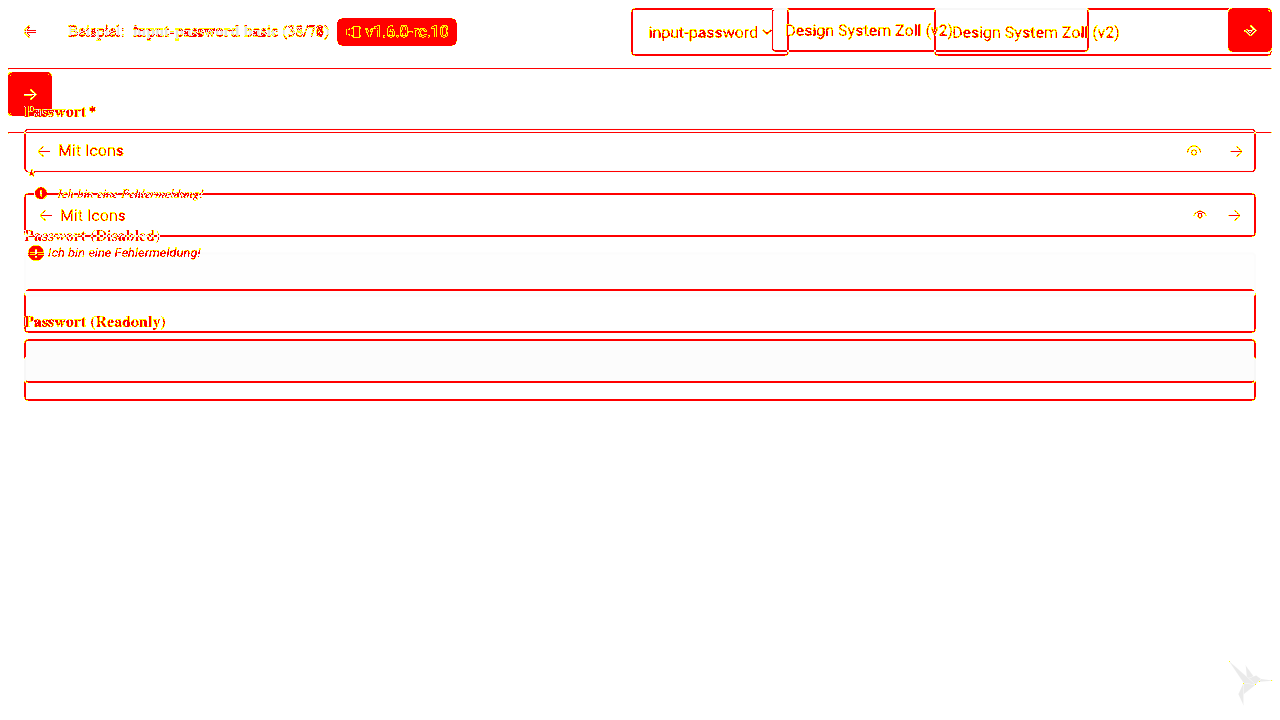 Beispiel: input-password basic (38/78) v1.6.0-rc.10 input-password Design System Zoll (v2) Design System Zoll (v2)
Passwort *
Mit Icons
*
Ich bin eine Fehlermeldung!
Mit Icons
Passwort (Disabled)
Ich bin eine Fehlermeldung!
Passwort (Readonly)